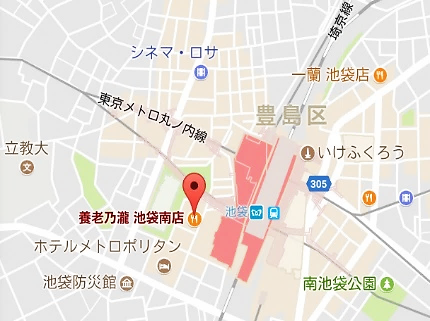 埼京線
シネマ・ロサ
一蘭 池袋店
東京メトロ丸ノ内線
豊島区
立教大
いけふくろう
305
養老乃瀧 池袋南店
池袋
ホテルメトロポリタン
池袋防災館
南池袋公園